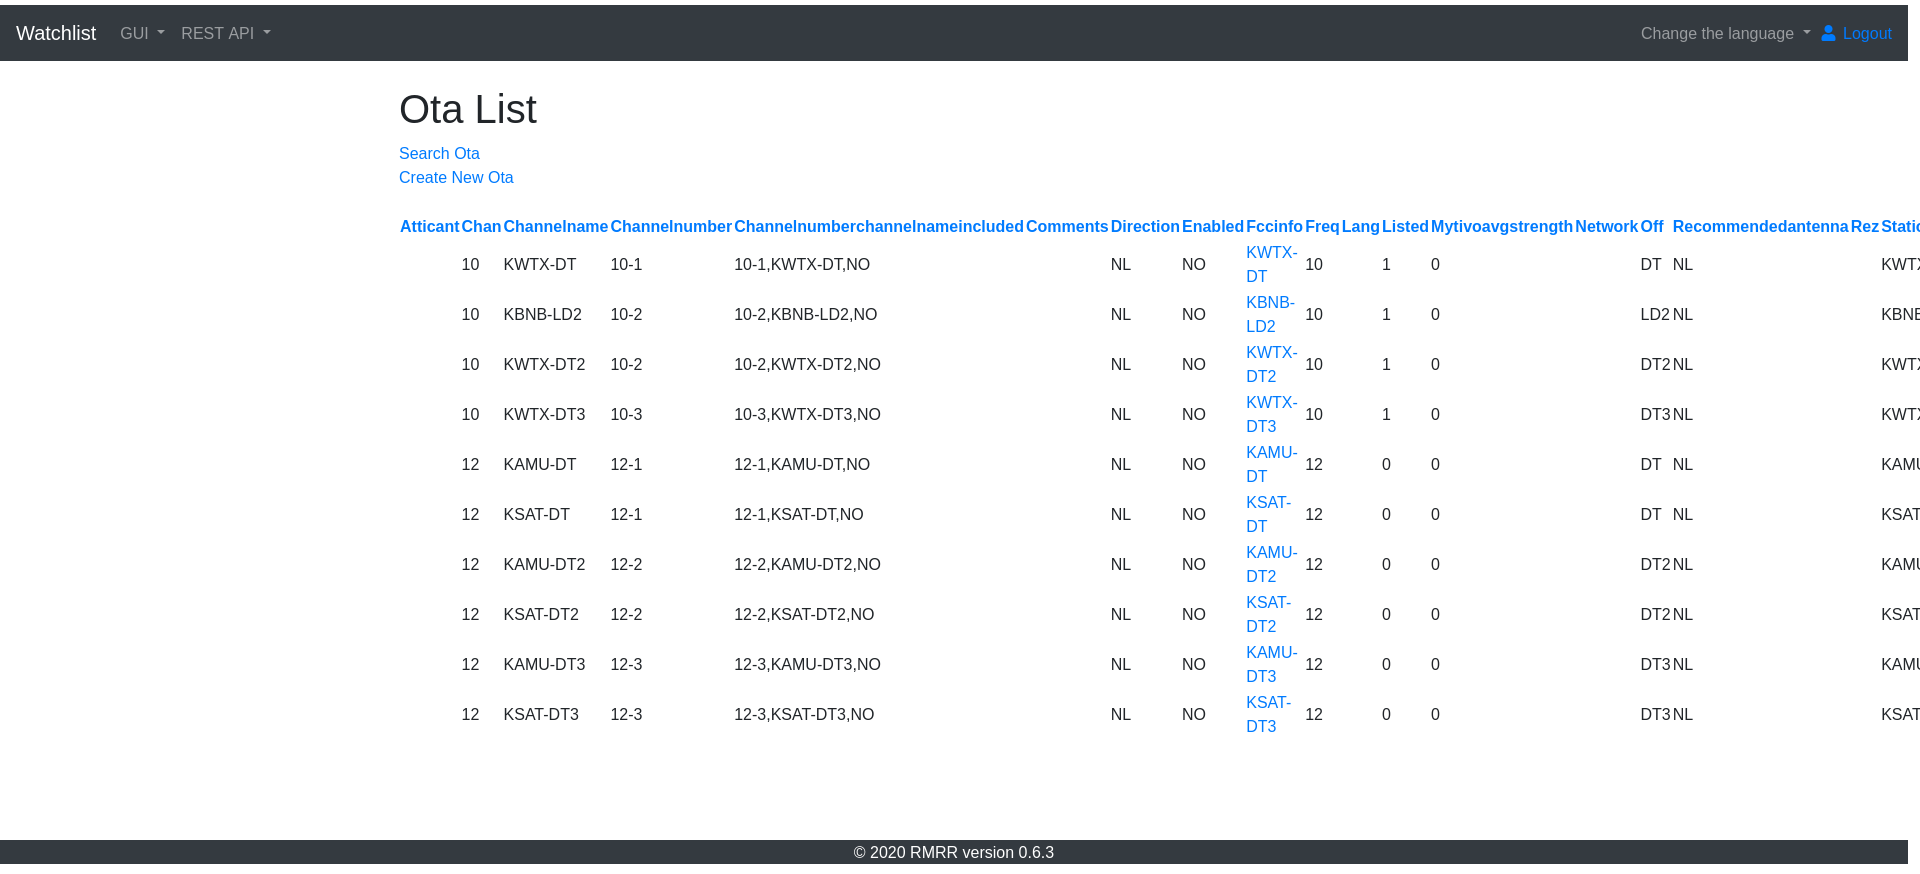 Watchlist GUI REST API Change the language Logout
Ota List
Search Ota
Create New Ota
Atticant Chan Channelname Channelnumber Channelnumberchannelnameincluded Comments Direction Enabled Fccinfo Freq Lang Listed Mytivoavgstrength Network Off Recommendedantenna Rez Static
10 KWTX-DT 10-1 10-1,KWTX-DT,NO NL NO KWTX-DT 10 1 0 DT NL KWTX
10 KBNB-LD2 10-2 10-2,KBNB-LD2,NO NL NO KBNB-LD2 10 1 0 LD2 NL KBNB
10 KWTX-DT2 10-2 10-2,KWTX-DT2,NO NL NO KWTX-DT2 10 1 0 DT2 NL KWTX
10 KWTX-DT3 10-3 10-3,KWTX-DT3,NO NL NO KWTX-DT3 10 1 0 DT3 NL KWTX
12 KAMU-DT 12-1 12-1,KAMU-DT,NO NL NO KAMU-DT 12 0 0 DT NL KAMU
12 KSAT-DT 12-1 12-1,KSAT-DT,NO NL NO KSAT-DT 12 0 0 DT NL KSAT
12 KAMU-DT2 12-2 12-2,KAMU-DT2,NO NL NO KAMU-DT2 12 0 0 DT2 NL KAMU
12 KSAT-DT2 12-2 12-2,KSAT-DT2,NO NL NO KSAT-DT2 12 0 0 DT2 NL KSAT
12 KAMU-DT3 12-3 12-3,KAMU-DT3,NO NL NO KAMU-DT3 12 0 0 DT3 NL KAMU
12 KSAT-DT3 12-3 12-3,KSAT-DT3,NO NL NO KSAT-DT3 12 0 0 DT3 NL KSAT
© 2020 RMRR version 0.6.3